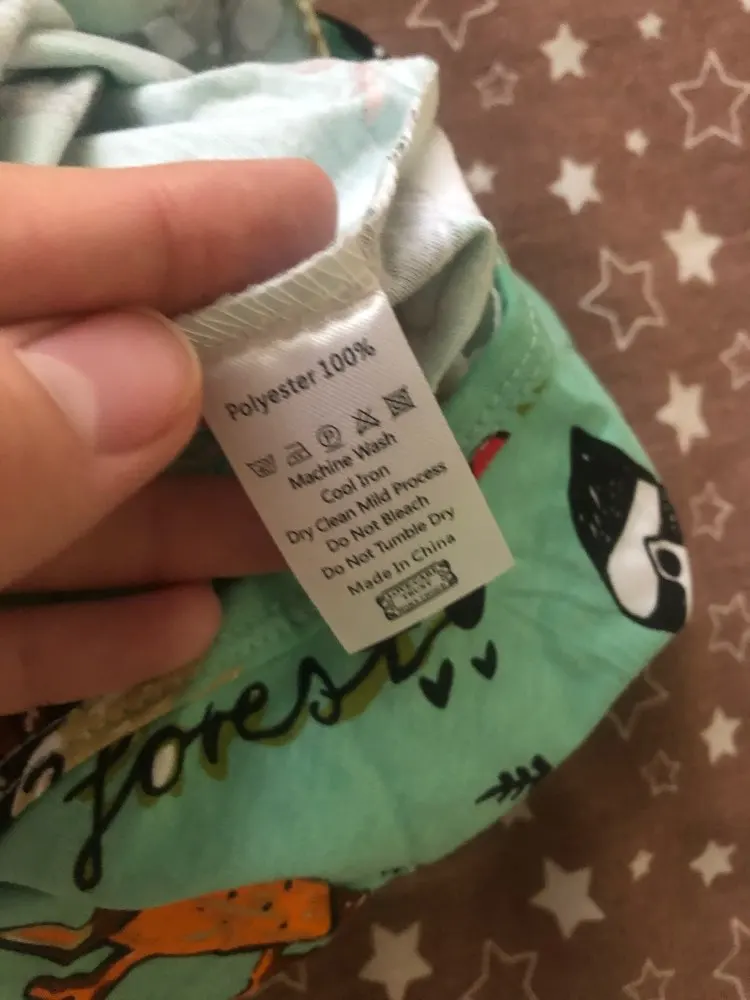 Polyester 100%
Machine Wash
Cool Iron
Dry Clean Mild Process
Do Not Bleach
Do Not Tumble Dry
Made In China
forest